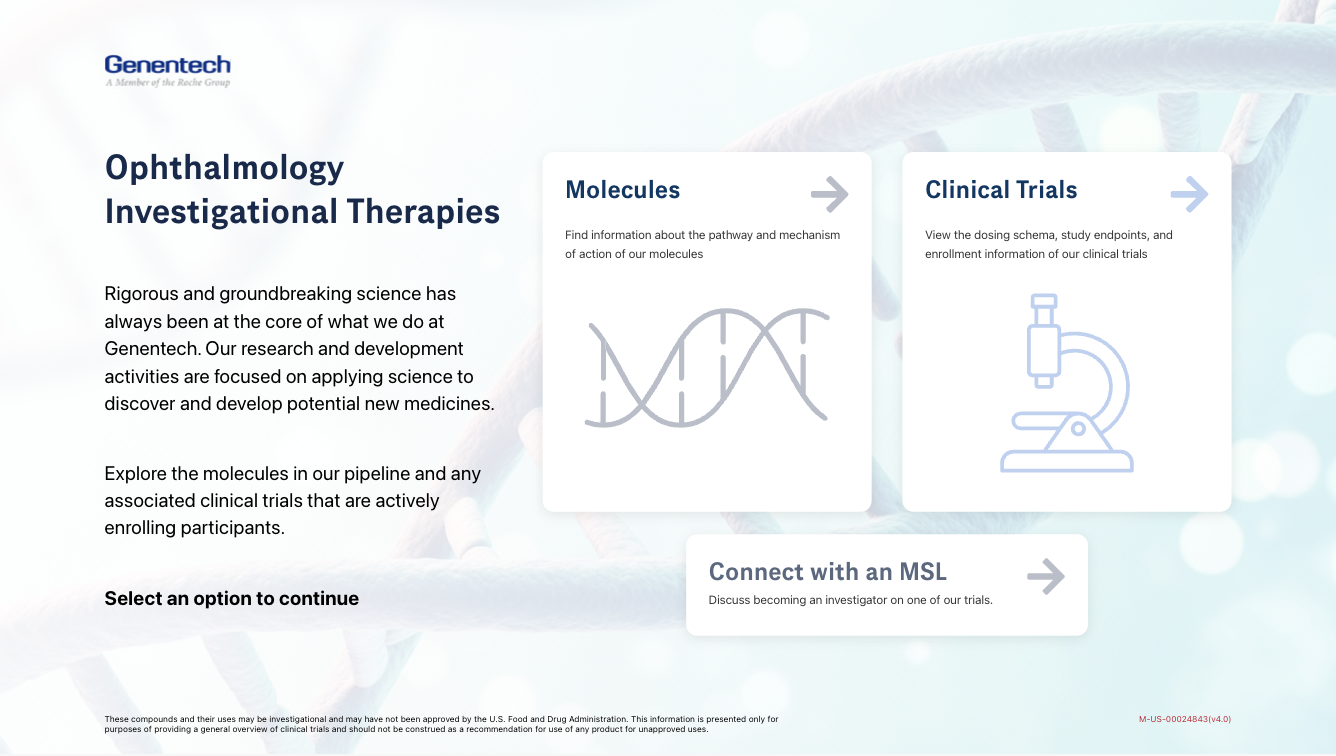 Genentech
A Member of the Roche Group
Ophthalmology
Investigational Therapies
Rigorous and groundbreaking science has
always been at the core of what we do at
Genentech. Our research and development
activities are focused on applying science to
discover and develop potential new medicines.
Explore the molecules in our pipeline and any
associated clinical trials that are actively
enrolling participants.
Select an option to continue
Molecules
Find information about the pathway and mechanism
of action of our molecules
Clinical Trials
View the dosing schema, study endpoints, and
enrollment information of our clinical trials
Connect with an MSL
Discuss becoming an investigator on one of our trials.
These compounds and their uses may be investigational and may have not been approved by the U.S. Food and Drug Administration. This information is presented only for
purposes of providing a general overview of clinical trials and should not be construed as a recommendation for use of any product for unapproved uses.
M-US-00024843(v4.0)